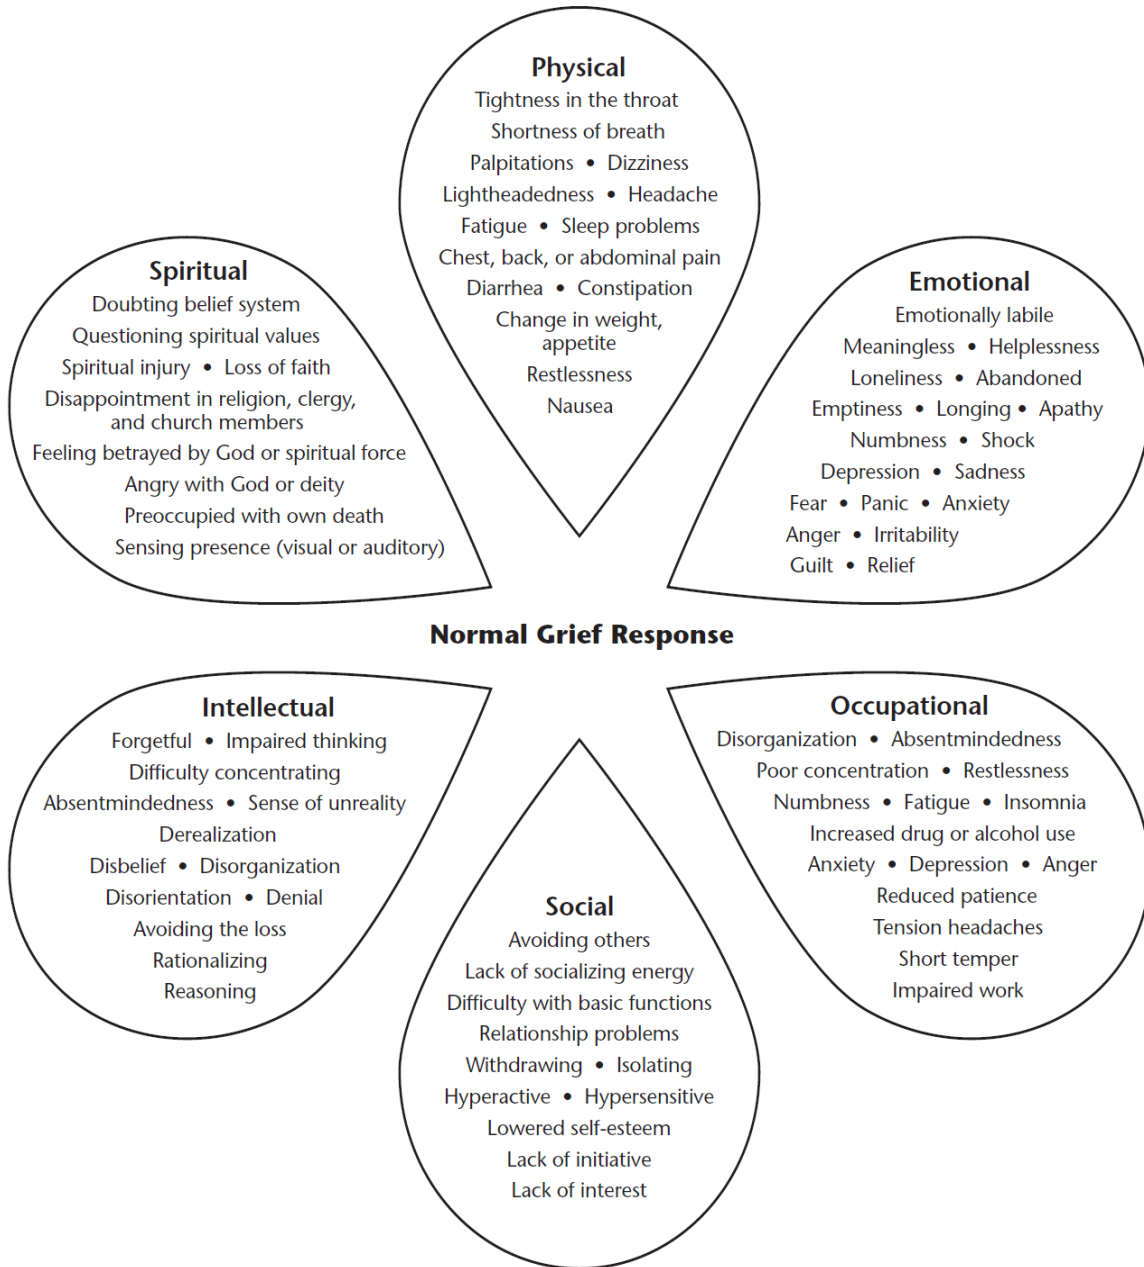 Physical
Tightness in the throat
Shortness of breath
Palpitations • Dizziness
Lightheadedness • Headache
Fatigue • Sleep problems
Chest, back, or abdominal pain
Diarrhea • Constipation
Change in weight,
appetite
Restlessness
Nausea
Spiritual
Doubting belief system
Questioning spiritual values
Spiritual injury • Loss of faith
Disappointment in religion, clergy,
and church members
Feeling betrayed by God or spiritual force
Angry with God or deity
Preoccupied with own death
Sensing presence (visual or auditory)
Emotional
Emotionally labile
Meaningless • Helplessness
Loneliness • Abandoned
Emptiness • Longing • Apathy
Numbness • Shock
Depression • Sadness
Fear • Panic • Anxiety
Anger • Irritability
Guilt • Relief
Normal Grief Response
Intellectual
Forgetful • Impaired thinking
Difficulty concentrating
Absentmindedness • Sense of unreality
Derealization
Disbelief • Disorganization
Disorientation • Denial
Avoiding the loss
Rationalizing
Reasoning
Social
Avoiding others
Lack of socializing energy
Difficulty with basic functions
Relationship problems
Withdrawing • Isolating
Hyperactive • Hypersensitive
Lowered self-esteem
Lack of initiative
Lack of interest
Occupational
Disorganization • Absentmindedness
Poor concentration • Restlessness
Numbness • Fatigue • Insomnia
Increased drug or alcohol use
Anxiety • Depression • Anger
Reduced patience
Tension headaches
Short temper
Impaired work